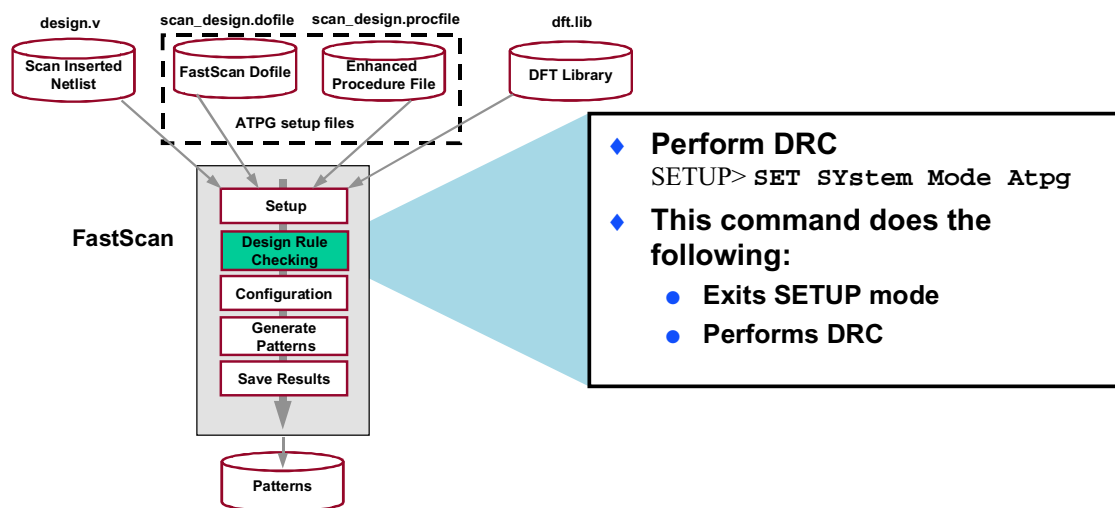 design.v
scan_design.dofile
scan_design.procfile
dft.lib
Scan Inserted
Netlist
FastScan Dofile
Enhanced
Procedure File
DFT Library
ATPG setup files
FastScan
Setup
Design Rule
Checking
Configuration
Generate
Patterns
Save Results
Patterns
Perform DRC
SETUP> SET SYstem Mode Atpg
This command does the
following:
Exits SETUP mode
Performs DRC